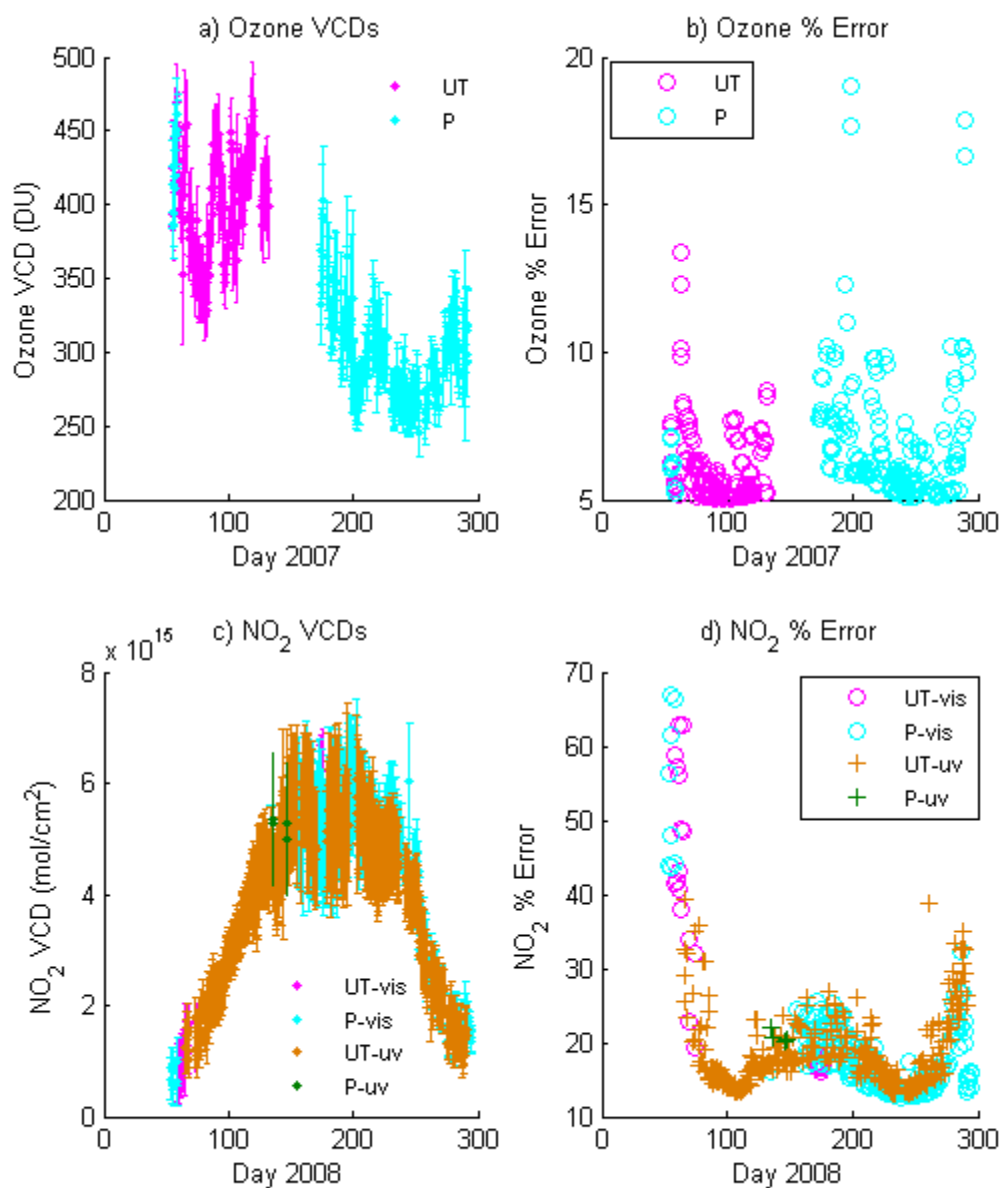 a) Ozone VCDs
500
450
400
350
300
250
200
Ozone VCD (DU)
0
100
200
300
Day 2007
UT
P
b) Ozone % Error
20
15
10
5
Ozone % Error
0
100
200
300
Day 2007
UT
P
c) NO₂ VCDs
x 10¹⁵
8
6
4
2
0
NO₂ VCD (mol/cm²)
0
100
200
300
Day 2008
UT-vis
P-vis
UT-uv
P-uv
d) NO₂ % Error
70
60
50
40
30
20
10
NO₂ % Error
0
100
200
300
Day 2008
UT-vis
P-vis
UT-uv
P-uv